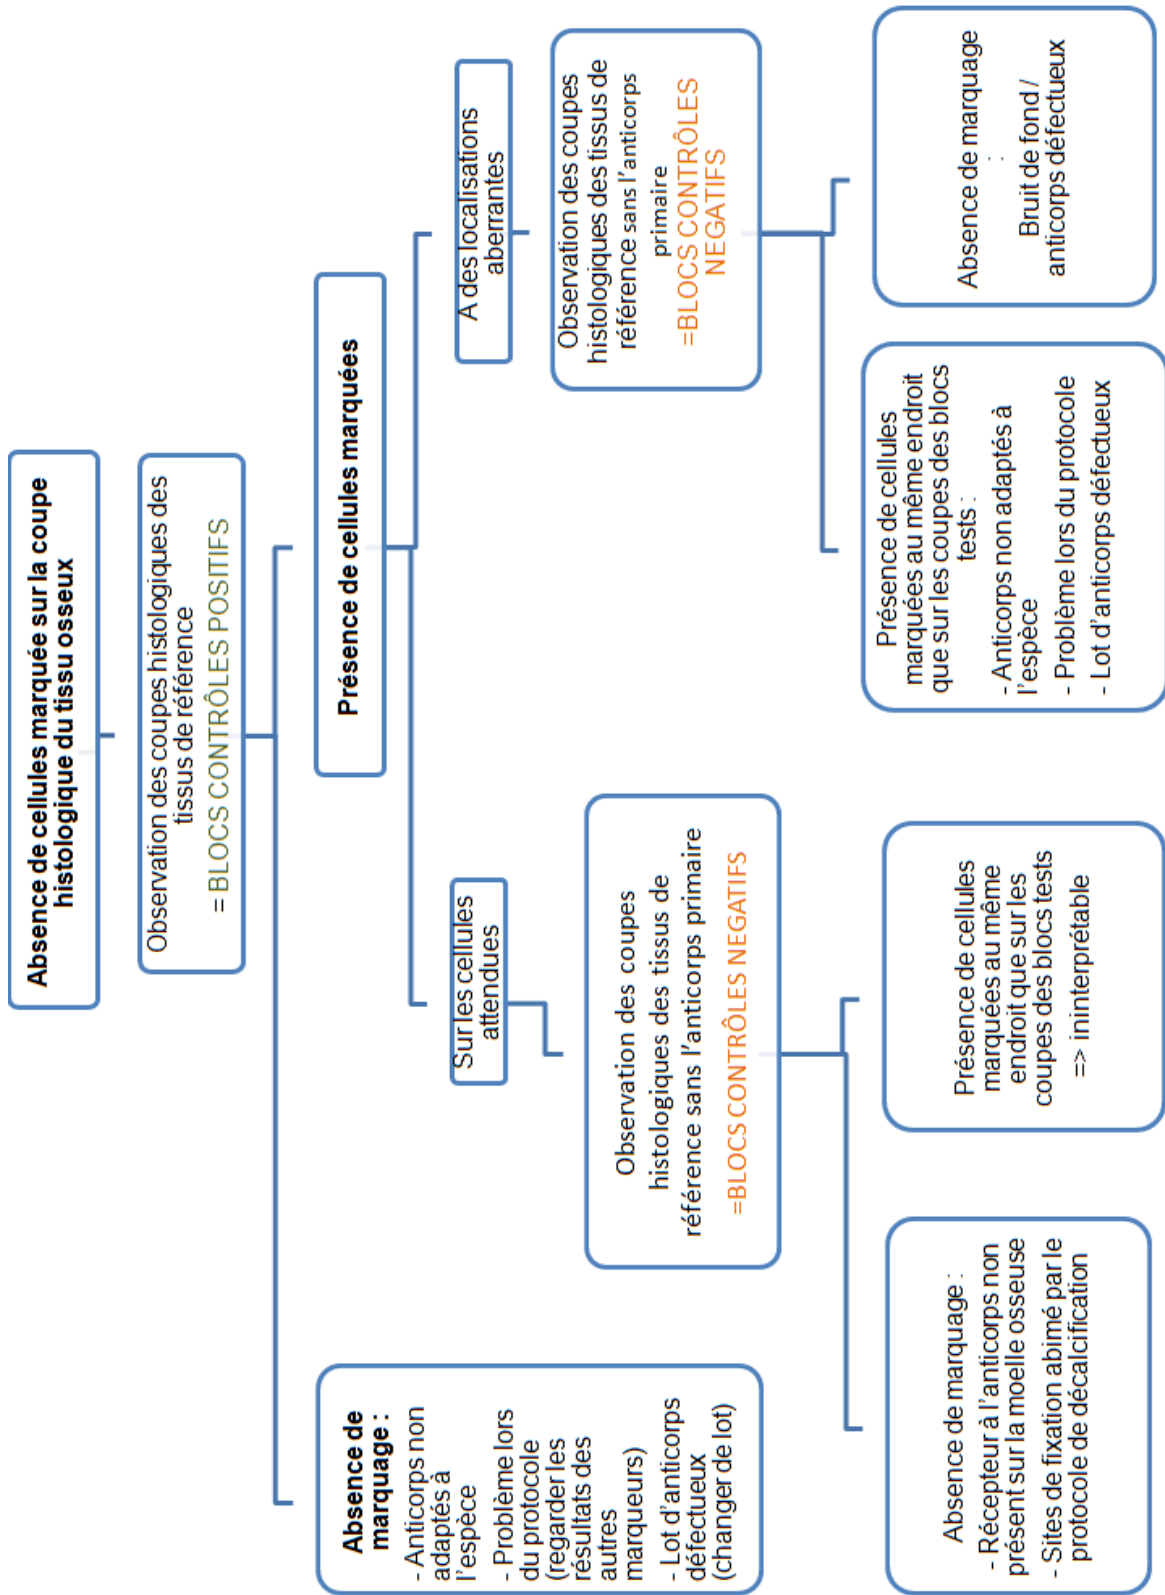 Absence de cellules marquée sur la coupe
histologique du tissu osseux
Observation des coupes histologiques des
tissus de référence
= BLOCS CONTRÔLES POSITIFS
Absence de
marquage :
- Anticorps non
adaptés à
l'espèce
- Problème lors
du protocole
(regarder les
résultats des
autres
marqueurs)
- Lot d'anticorps
défectueux
(changer de lot)
Présence de cellules marquées
Sur les cellules
attendues
A des localisations
aberrantes
Observation des coupes
histologiques des tissus de
référence sans l'anticorps primaire
=BLOCS CONTRÔLES NEGATIFS
Observation des coupes
histologiques des tissus de
référence sans l'anticorps
primaire
=BLOCS CONTRÔLES
NEGATIFS
Absence de marquage :
- Récepteur à l'anticorps non
présent sur la moelle osseuse
- Sites de fixation abimé par le
protocole de décalcification
Présence de cellules
marquées au même
endroit que sur les
coupes des blocs tests
=> ininterprétable
Présence de cellules
marquées au même endroit
que sur les coupes des blocs
tests :
- Anticorps non adaptés à
l'espèce
- Problème lors du protocole
- Lot d'anticorps défectueux
Absence de marquage
:
Bruit de fond /
anticorps défectueux